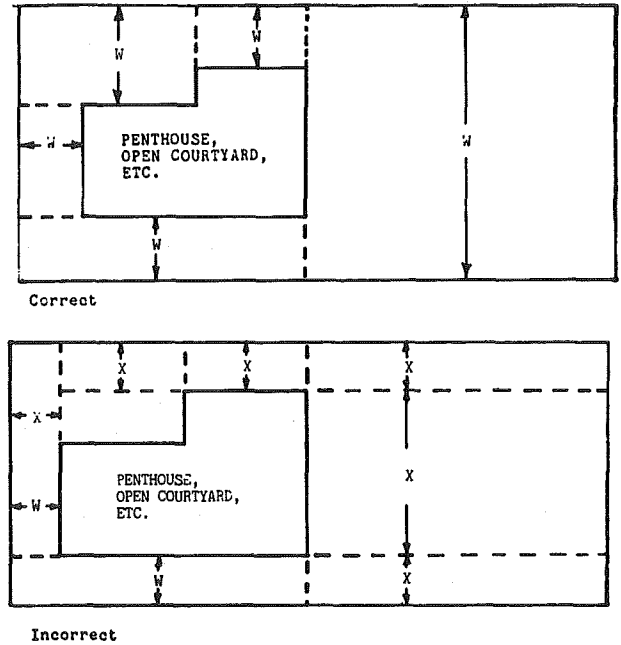 W
W
W
W
PENTHOUSE,
OPEN COURTYARD,
ETC.
W
Correct
X
X
X
X
X
PENTHOUSE,
OPEN COURTYARD,
ETC.
W
W
X
Incorrect